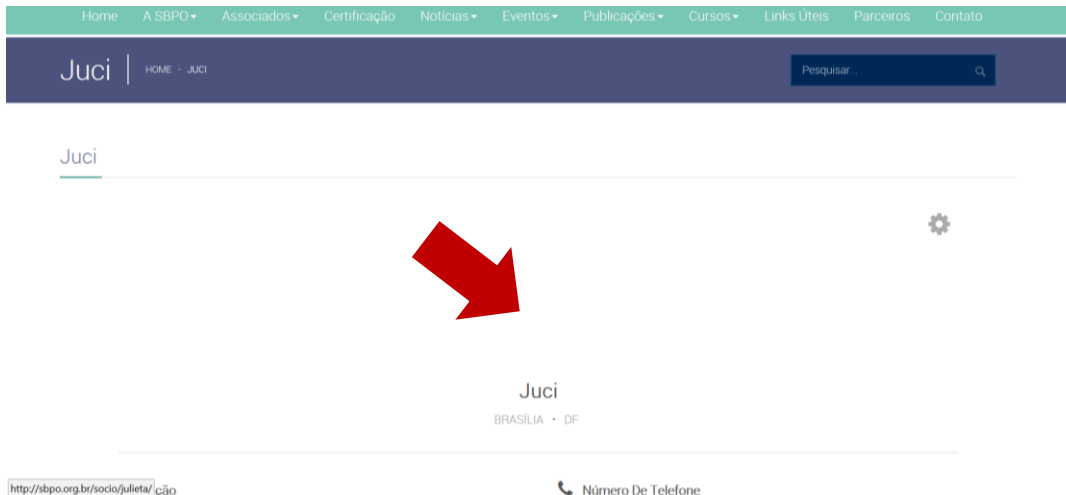 Home A SBPO Associados Certificação Notícias Eventos Publicações Cursos Links Úteis Parceiros Contato
Juci HOME - JUCI Pesquisar...
Juci
Juci
BRASÍLIA • DF
http://sbpo.org.br/socio/julieta/ ção Número De Telefone